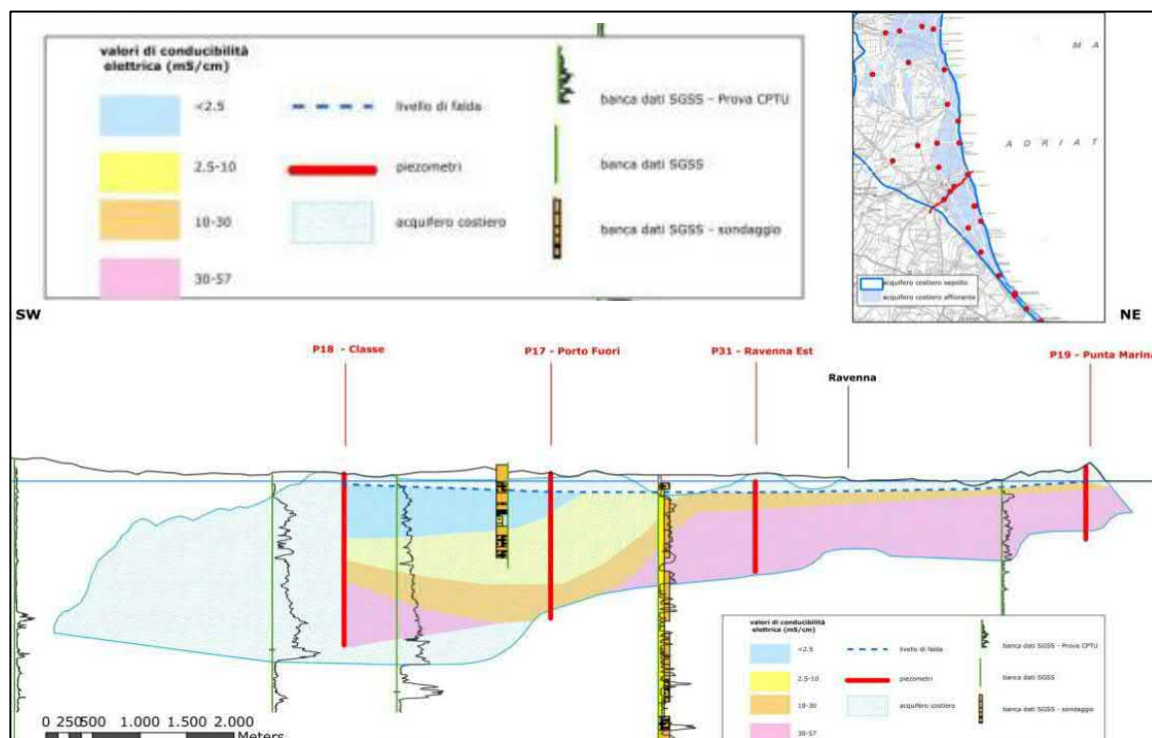 valori di conducibilità
elettrica (mS/cm)
<2.5
livello di falda
banca dati SGSS - Prova CPTU
2.5-10
piezometri
banca dati SGSS
10-30
acquifero costiero
banca dati SGSS - sondaggio
30-57
M A
A D R I A T
acquifero costiero sepolto
acquifero costiero affiorante
SW
NE
P18 - Classe
P17 - Porto Fuori
P31 - Ravenna Est
Ravenna
P19 - Punta Marina
valori di conducibilità
elettrica (mS/cm)
<2.5
livello di falda
banca dati SGSS - Prova CPTU
2.5-10
piezometri
banca dati SGSS
10-30
acquifero costiero
banca dati SGSS - sondaggio
30-57
0 250 500 1.000 1.500 2.000
Meters